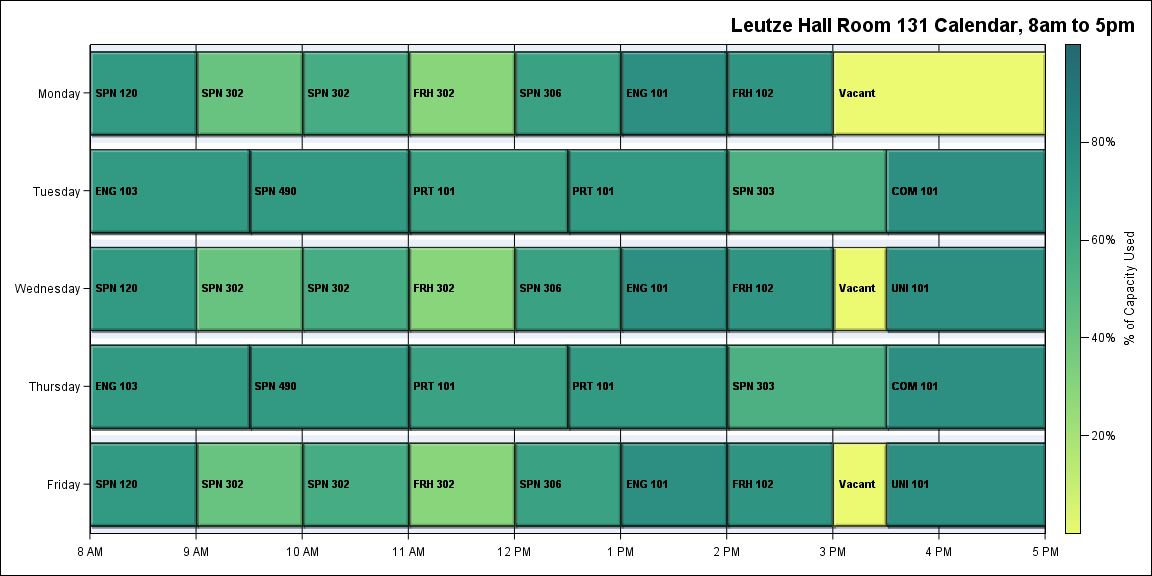 Leutze Hall Room 131 Calendar, 8am to 5pm
Monday
SPN 120
SPN 302
SPN 302
FRH 302
SPN 306
ENG 101
FRH 102
Vacant
Tuesday
ENG 103
SPN 490
PRT 101
PRT 101
SPN 303
COM 101
Wednesday
SPN 120
SPN 302
SPN 302
FRH 302
SPN 306
ENG 101
FRH 102
Vacant
UNI 101
Thursday
ENG 103
SPN 490
PRT 101
PRT 101
SPN 303
COM 101
Friday
SPN 120
SPN 302
SPN 302
FRH 302
SPN 306
ENG 101
FRH 102
Vacant
UNI 101
8 AM
9 AM
10 AM
11 AM
12 PM
1 PM
2 PM
3 PM
4 PM
5 PM
80%
60%
40%
20%
% of Capacity Used